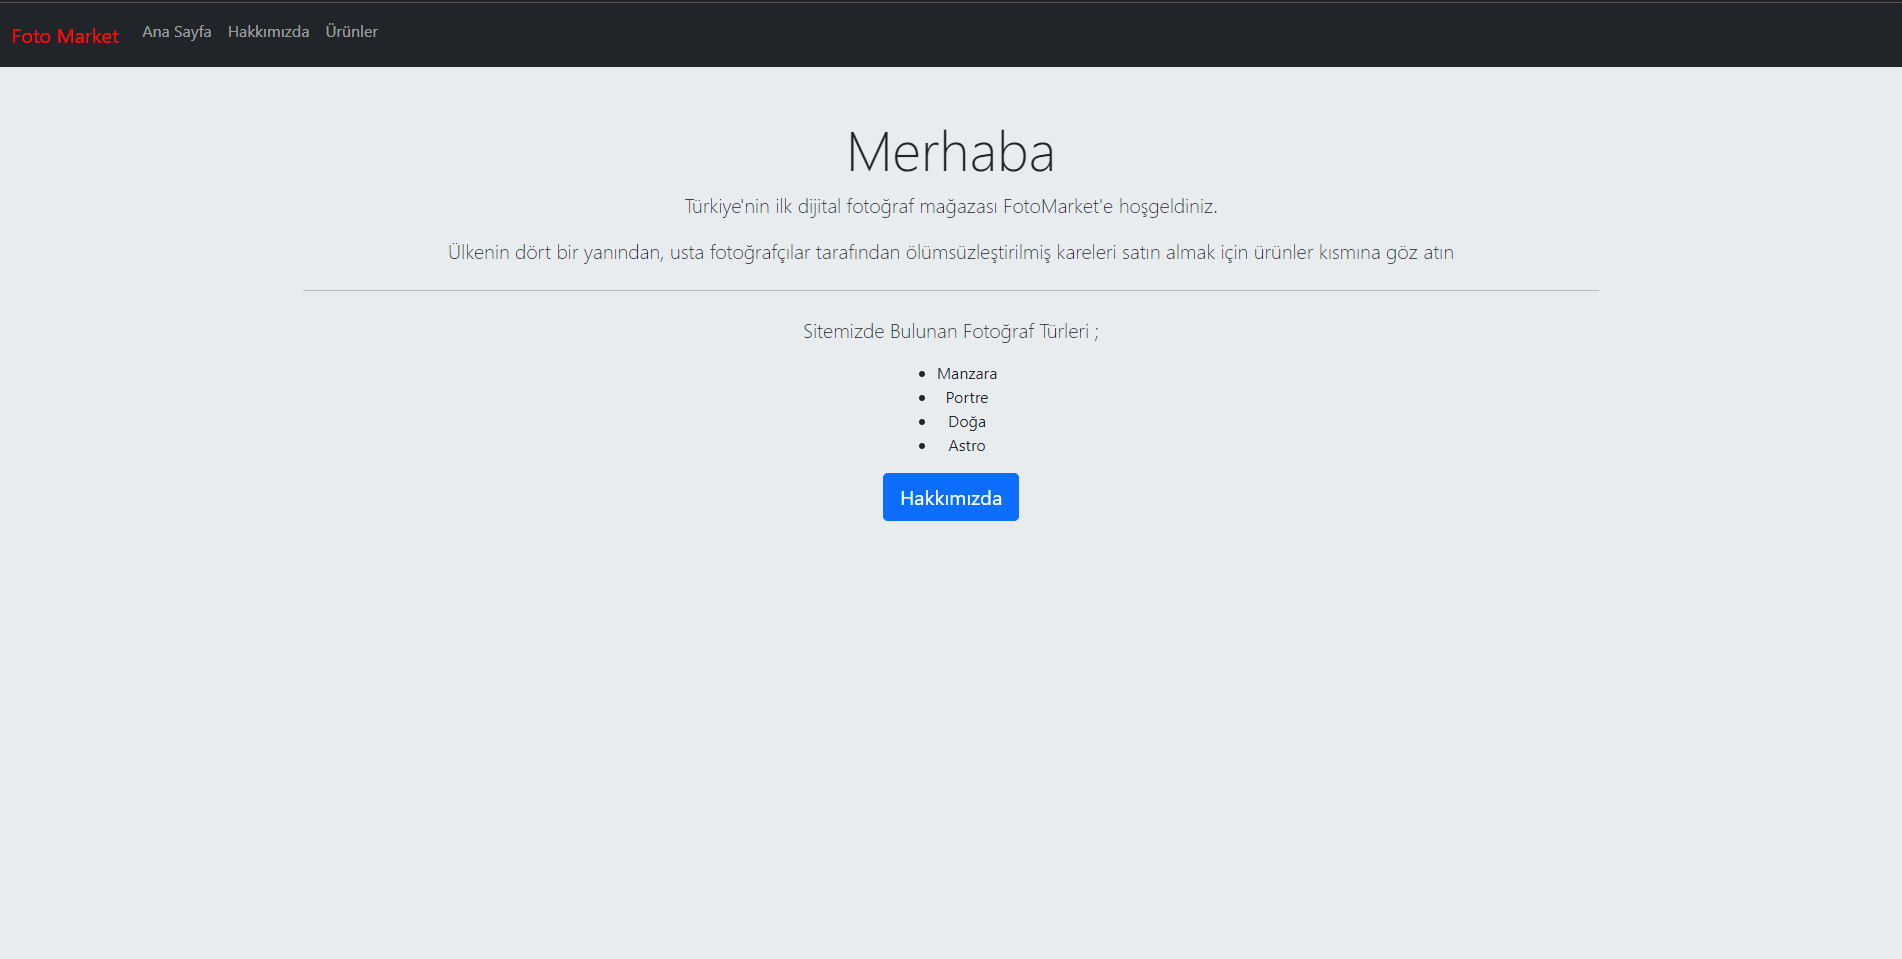 Foto Market Ana Sayfa Hakkımızda Ürünler
Merhaba
Türkiye'nin ilk dijital fotoğraf mağazası FotoMarket'e hoşgeldiniz.
Ülkenin dört bir yanından, usta fotoğrafçılar tarafından ölümsüzleştirilmiş kareleri satın almak için ürünler kısmına göz atın
Sitemizde Bulunan Fotoğraf Türleri ;
• Manzara
• Portre
• Doğa
• Astro
Hakkımızda